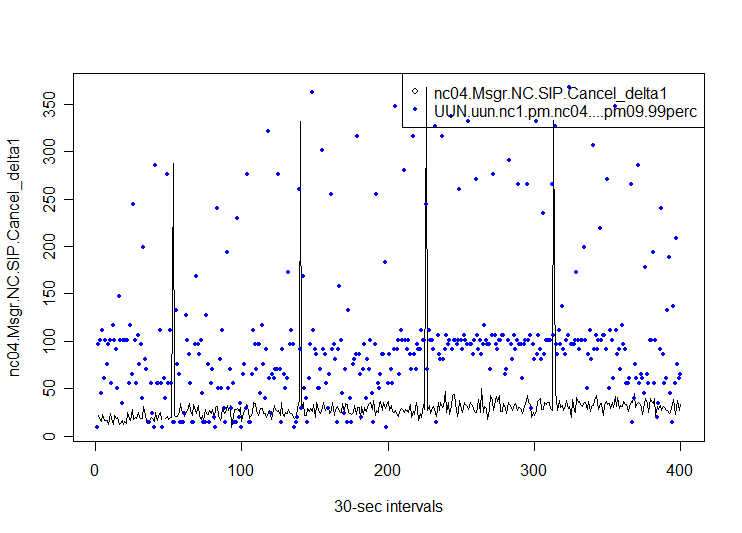 nc04.Msgr.NC.SIP.Cancel_delta1
UUN.uun.nc1.pm.nc04....pm09.99perc
nc04.Msgr.NC.SIP.Cancel_delta1
350
300
250
200
150
100
50
0
0 100 200 300 400
30-sec intervals